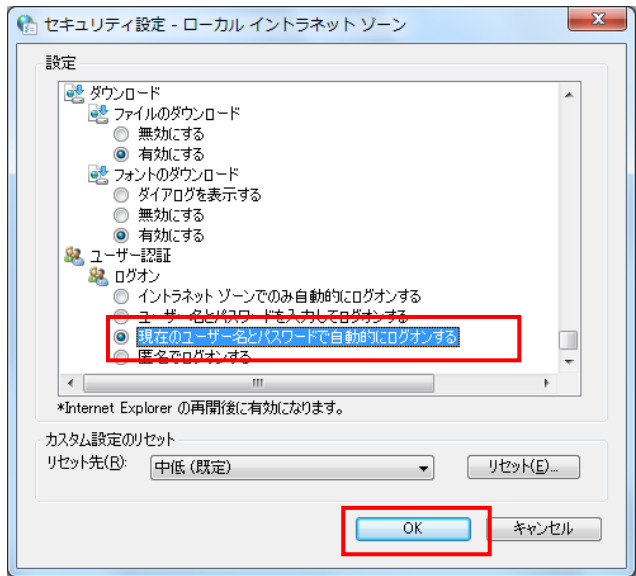 セキュリティ設定 - ローカル イントラネット ゾーン
設定
ダウンロード
ファイルのダウンロード
無効にする
有効にする
フォントのダウンロード
ダイアログを表示する
無効にする
有効にする
ユーザー認証
ログオン
イントラネット ゾーンでのみ自動的にログオンする
ユーザー名とパスワードを入力してログオンする
現在のユーザー名とパスワードで自動的にログオンする
匿名でログオンする
*Internet Explorer の再開後に有効になります。
カスタム設定のリセット
リセット先(R): 中低 (既定) リセット(E)...
OK キャンセル